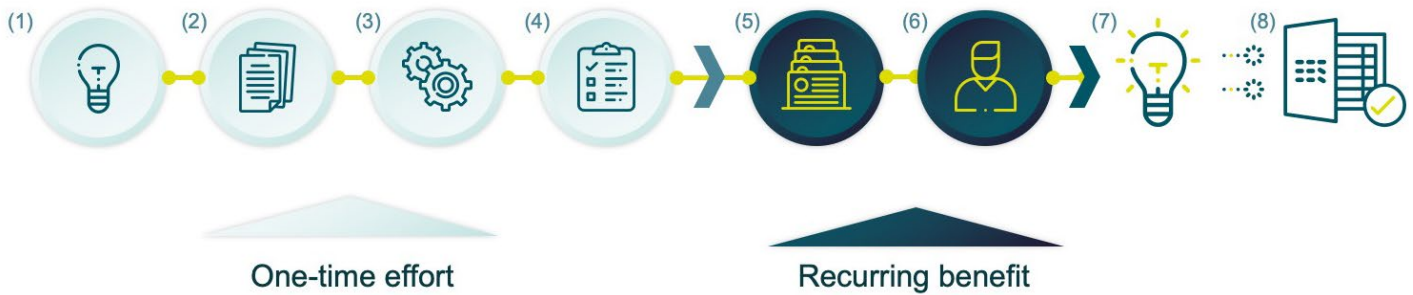 (1) (2) (3) (4) (5) (6) (7) (8)
One-time effort
Recurring benefit